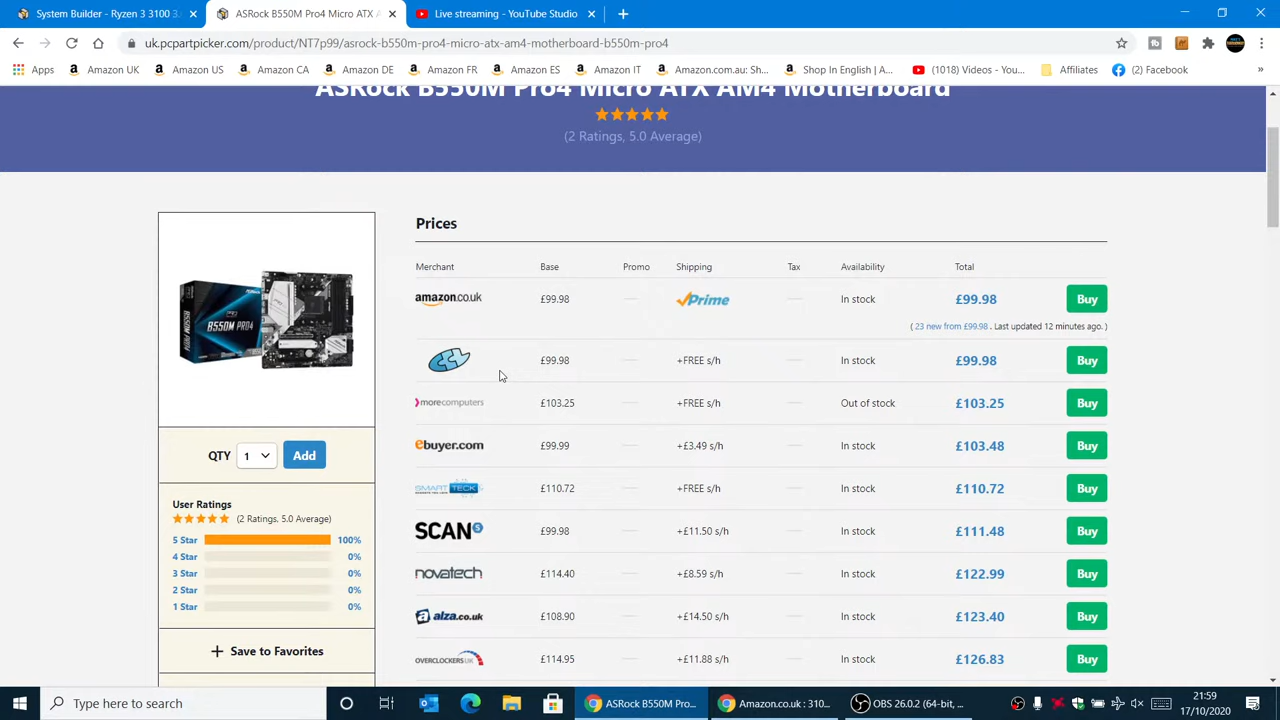 System Builder - Ryzen 3 3100 3. ASRock B550M Pro4 Micro ATX A Live streaming - YouTube Studio
uk.pcpartpicker.com/product/NT7p99/asrock-b550m-pro4-micro-atx-am4-motherboard-b550m-pro4
Apps Amazon UK Amazon US Amazon CA Amazon DE Amazon FR Amazon ES Amazon IT Amazon.com.au: Sh... Shop In English | A... (1018) Videos - You... Affiliates (2) Facebook »
ASRock B550M Pro4 Micro ATX AM4 Motherboard
(2 Ratings, 5.0 Average)
Prices
Merchant Base Promo Shipping Tax Availability Total
amazon.co.uk £99.98 — Prime — In stock £99.98 Buy
( 23 new from £99.98 . Last updated 12 minutes ago. )
£99.98 — +FREE s/h — In stock £99.98 Buy
morecomputers £103.25 — +FREE s/h — Out of stock £103.25 Buy
ebuyer.com £99.99 — +£3.49 s/h — In stock £103.48 Buy
SMART TECK £110.72 — +FREE s/h — In stock £110.72 Buy
SCAN £99.98 — +£11.50 s/h — In stock £111.48 Buy
novatech £114.40 — +£8.59 s/h — In stock £122.99 Buy
alza.co.uk £108.90 — +£14.50 s/h — In stock £123.40 Buy
OVERCLOCKERS UK £114.95 — +£11.88 s/h — In stock £126.83 Buy
B550M PRO4
QTY 1 Add
User Ratings
(2 Ratings, 5.0 Average)
5 Star 100%
4 Star 0%
3 Star 0%
2 Star 0%
1 Star 0%
+ Save to Favorites
Type here to search ASRock B550M Pro... Amazon.co.uk : 310... OBS 26.0.2 (64-bit, ... 21:59
17/10/2020